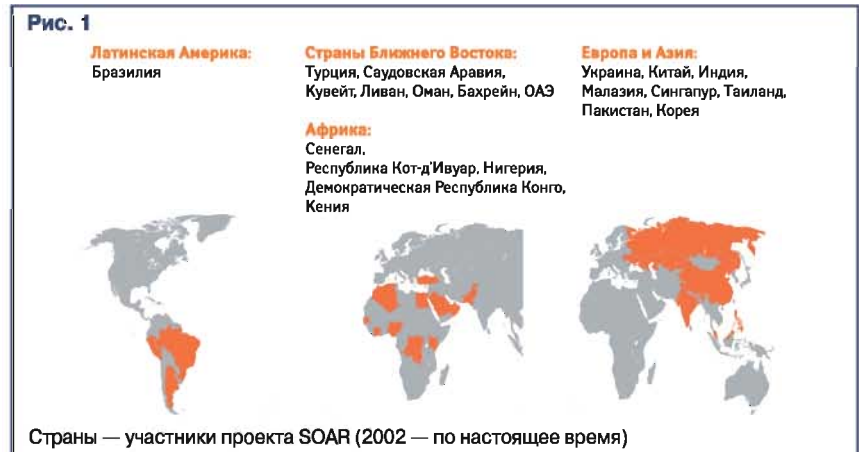 Рис. 1
Латинская Америка:
Бразилия
Страны Ближнего Востока:
Турция, Саудовская Аравия,
Кувейт, Ливан, Оман, Бахрейн, ОАЭ
Африка:
Сенегал,
Республика Кот-д'Ивуар, Нигерия,
Демократическая Республика Конго,
Кения
Европа и Азия:
Украина, Китай, Индия,
Малазия, Сингапур, Таиланд,
Пакистан, Корея
Страны — участники проекта SOAR (2002 — по настоящее время)